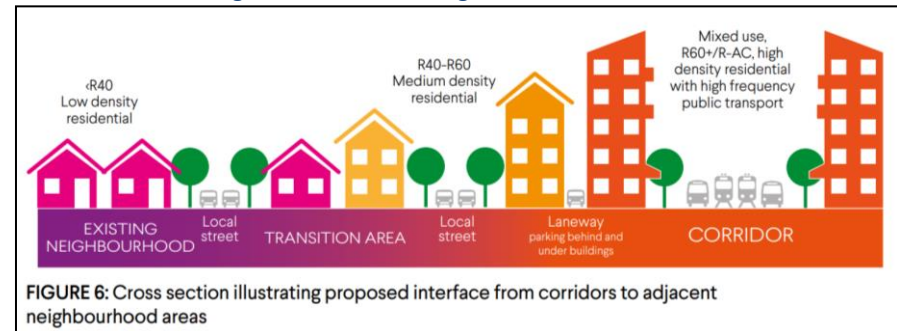 <R40
Low density
residential
R40-R60
Medium density
residential
Mixed use,
R60+/R-AC, high
density residential
with high frequency
public transport
EXISTING
NEIGHBOURHOOD
Local
street
TRANSITION AREA
Local
street
Laneway
parking behind and
under buildings
CORRIDOR
FIGURE 6: Cross section illustrating proposed interface from corridors to adjacent
neighbourhood areas